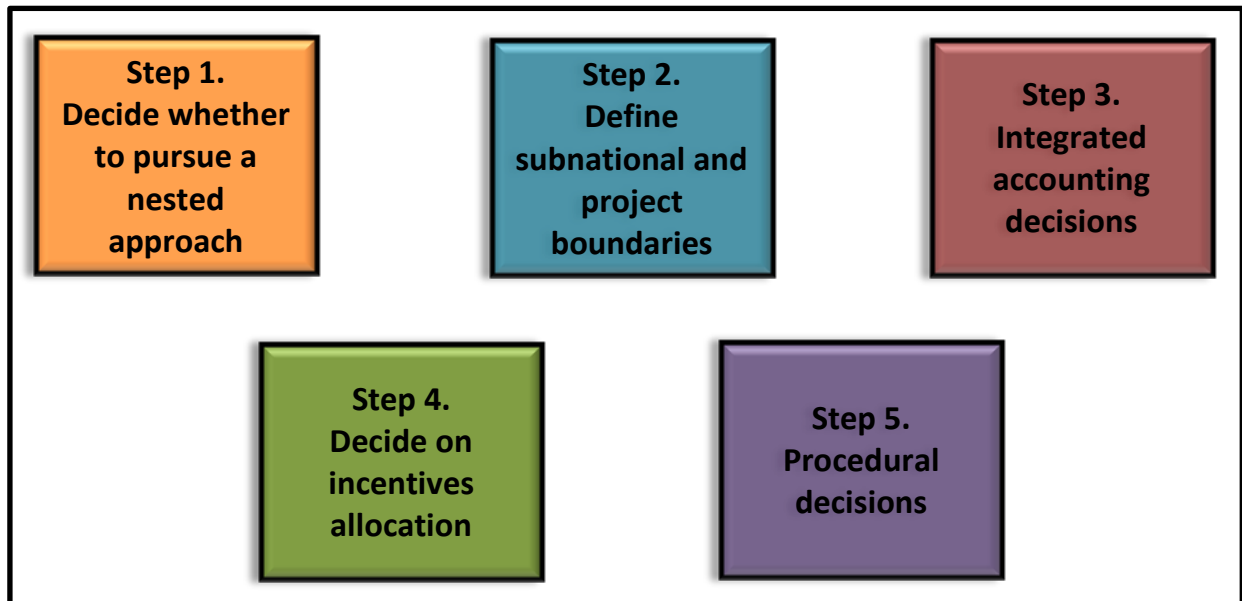 Step 1.
Decide whether
to pursue a
nested
approach
Step 2.
Define
subnational and
project
boundaries
Step 3.
Integrated
accounting
decisions
Step 4.
Decide on
incentives
allocation
Step 5.
Procedural
decisions